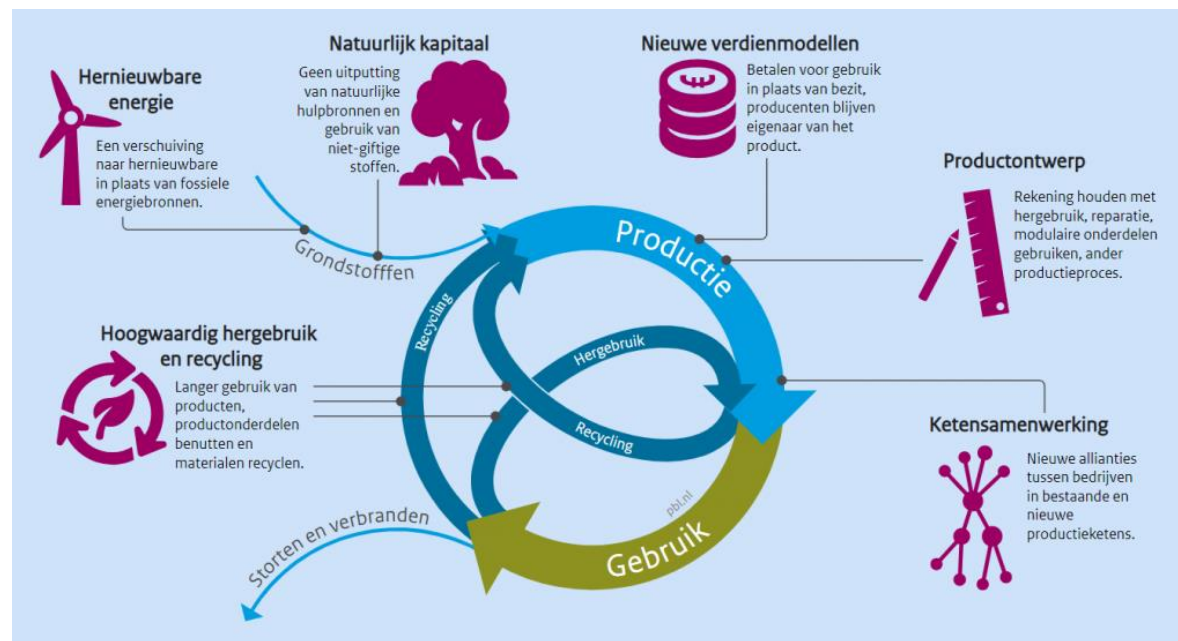 Hernieuwbare
energie
Een verschuiving
naar hernieuwbare
in plaats van fossiele
energiebronnen.
Natuurlijk kapitaal
Geen uitputting
van natuurlijke
hulpbronnen en
gebruik van
niet-giftige
stoffen.
Nieuwe verdienmodellen
Betalen voor gebruik
in plaats van bezit,
producenten blijven
eigenaar van het
product.
Productontwerp
Rekening houden met
hergebruik, reparatie,
modulaire onderdelen
gebruiken, ander
productieproces.
Grondstofffen
Productie
Recycling
Hergebruik
Recycling
Hoogwaardig hergebruik
en recycling
Langer gebruik van
producten,
productonderdelen
benutten en
materialen recyclen.
Ketensamenwerking
Nieuwe allianties
tussen bedrijven
in bestaande en
nieuwe
productieketens.
pbl.nl
Gebruik
Storten en verbranden